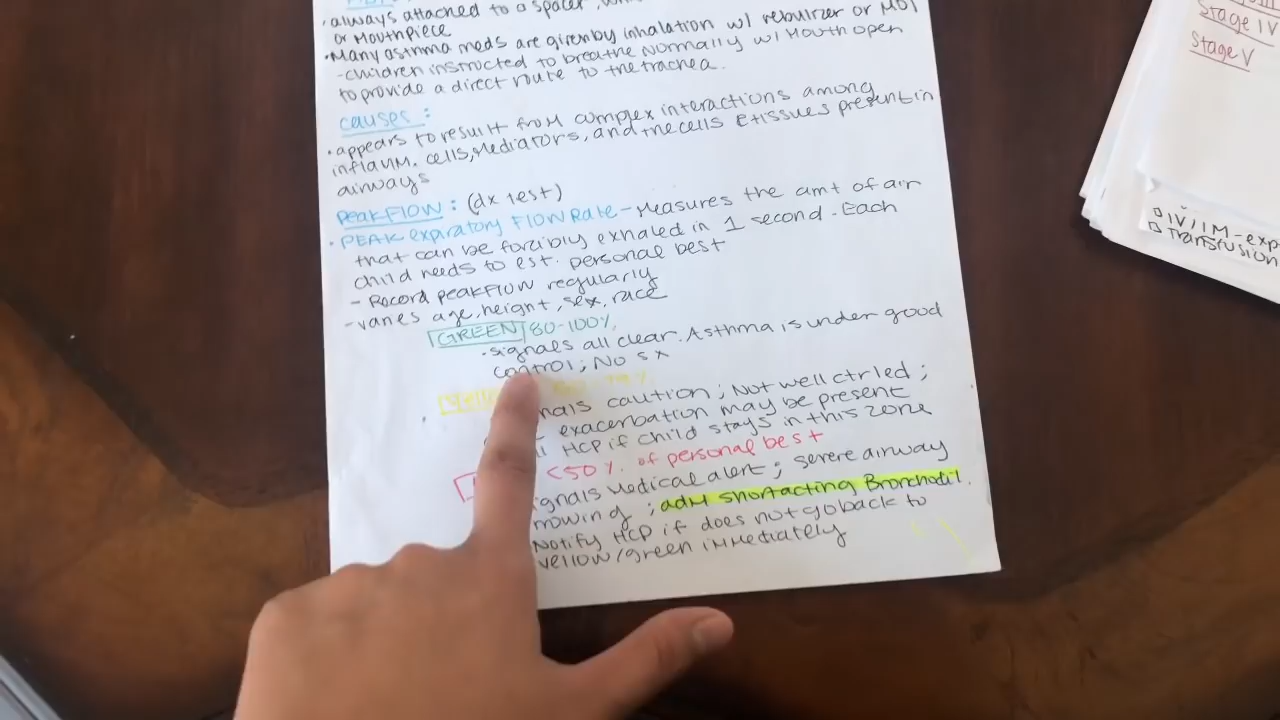 always attached to a spacer,
or Mouthpiece
• Many asthma meds are given by inhalation w/ nebulizer or MDI
- children instructed to breathe Normally w/ Mouth open
to provide a direct route to the trachea.
causes:
• appears to result from complex interactions among
inflamm. cells, Mediators, and the cells & tissues present in
airways
PEAK FLOW: (dx test)
• PEAK expiratory FLOW Rate - Measures the amt of air
that can be forcibly exhaled in 1 second. Each
child needs to est. personal best
- Record peak FLOW regularly
- varies age, height, sex, race
GREEN 80-100%
• signals all clear. Asthma is under good
control; No sx
caution; Not well ctrled;
exacerbation may be present
HCP if child stays in this zone
<50% of personal best
Medical alert; severe airway
; adm short acting Bronchodil.
Notify HCP if does not go back to
yellow/green immediately
Stage IV
Stage V
IV/IM-exp
Transfusion